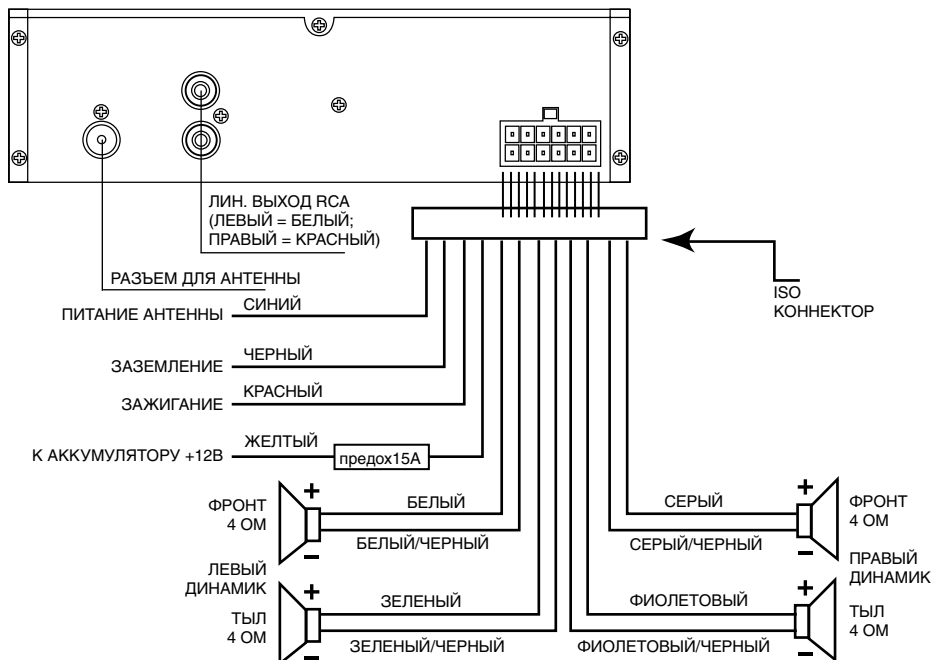 ЛИН. ВЫХОД RCA
(ЛЕВЫЙ = БЕЛЫЙ;
ПРАВЫЙ = КРАСНЫЙ)
РАЗЪЕМ ДЛЯ АНТЕННЫ
ISO
КОННЕКТОР
ПИТАНИЕ АНТЕННЫ
СИНИЙ
ЗАЗЕМЛЕНИЕ
ЧЕРНЫЙ
ЗАЖИГАНИЕ
КРАСНЫЙ
К АККУМУЛЯТОРУ +12В
ЖЕЛТЫЙ
предох15А
ФРОНТ
4 ОМ
+
–
БЕЛЫЙ
БЕЛЫЙ/ЧЕРНЫЙ
СЕРЫЙ
СЕРЫЙ/ЧЕРНЫЙ
+
–
ФРОНТ
4 ОМ
ЛЕВЫЙ
ДИНАМИК
ПРАВЫЙ
ДИНАМИК
ТЫЛ
4 ОМ
+
–
ЗЕЛЕНЫЙ
ЗЕЛЕНЫЙ/ЧЕРНЫЙ
ФИОЛЕТОВЫЙ
ФИОЛЕТОВЫЙ/ЧЕРНЫЙ
+
–
ТЫЛ
4 ОМ